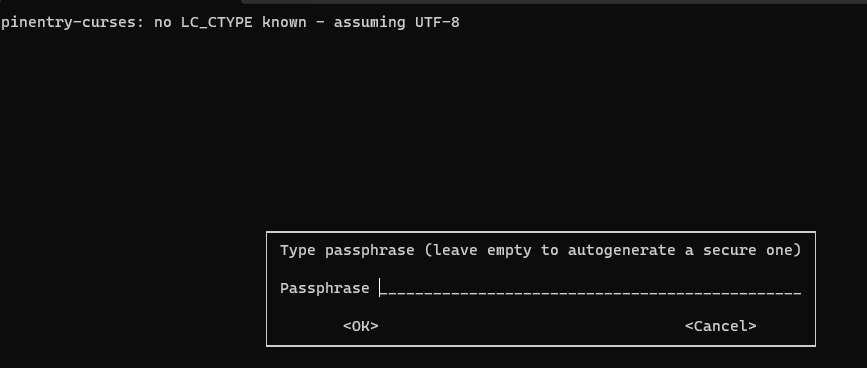 pinentry-curses: no LC_CTYPE known - assuming UTF-8
Type passphrase (leave empty to autogenerate a secure one)
Passphrase ________________________________________________
<OK> <Cancel>